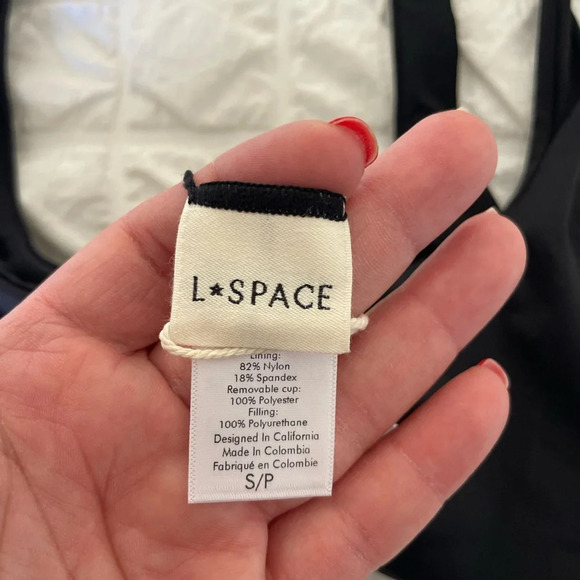 L★SPACE
Lining:
82% Nylon
18% Spandex
Removable cup:
100% Polyester
Filling:
100% Polyurethane
Designed In California
Made In Colombia
Fabriqué en Colombie
S/P